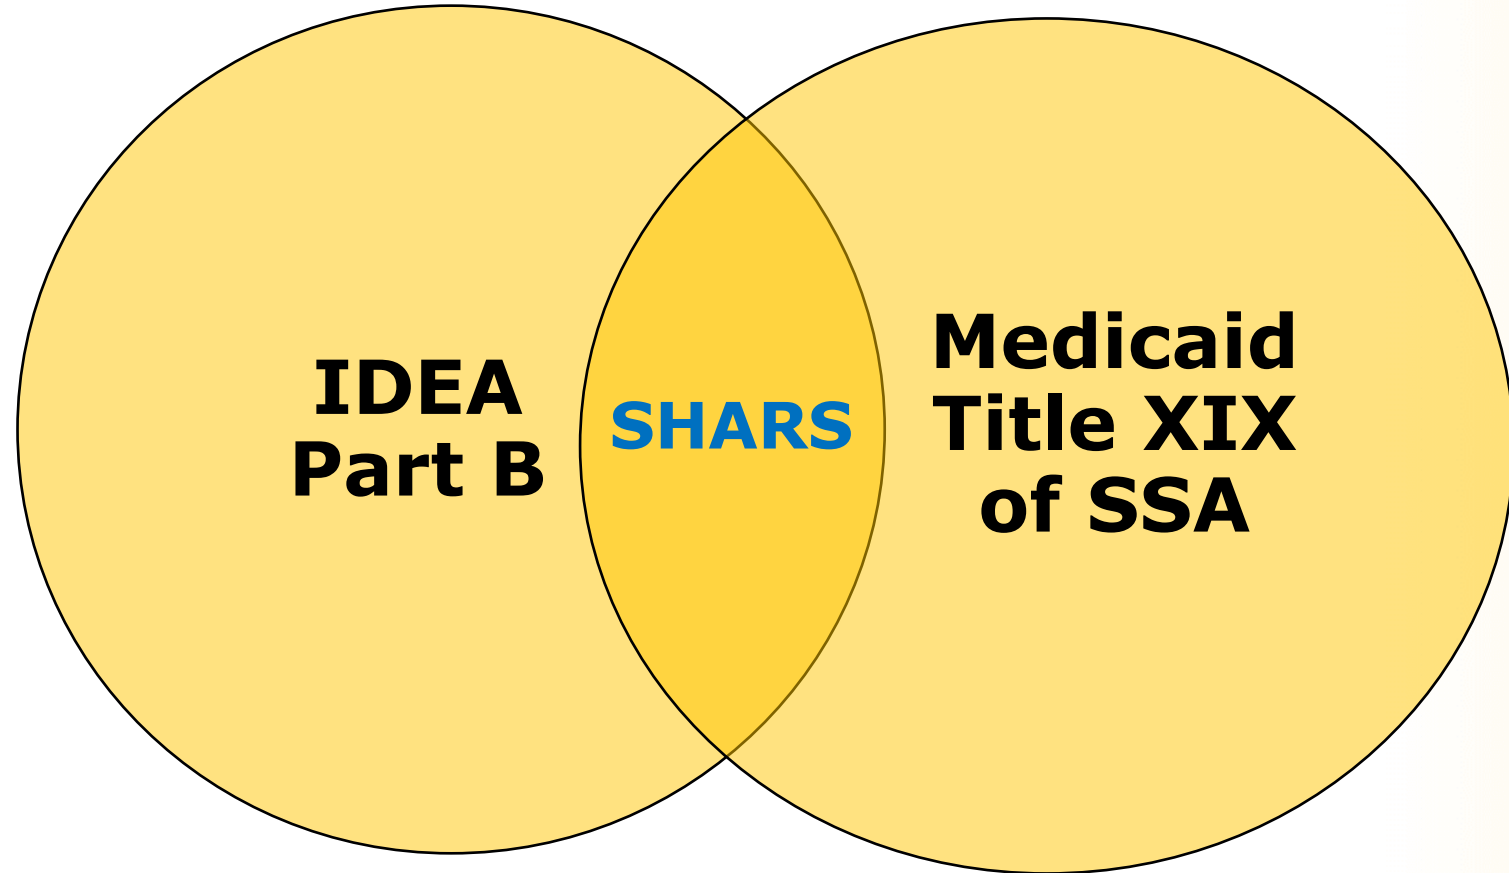 IDEA
Part B
SHARS
Medicaid
Title XIX
of SSA